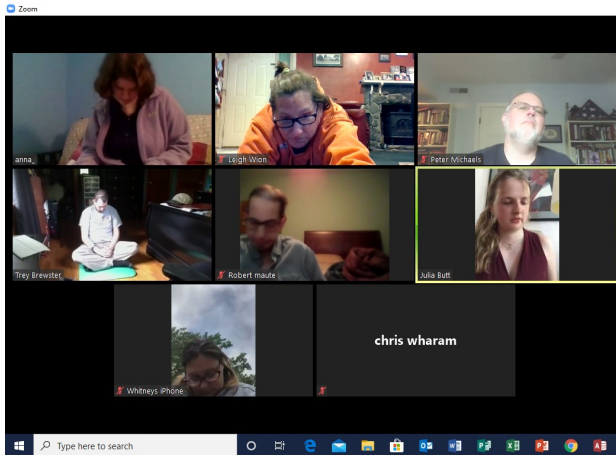 Zoom
anna_
Leigh Wion
Peter Michaels
Trey Brewster
Robert maute
Julia Butt
Whitneys iPhone
chris wharam
Type here to search